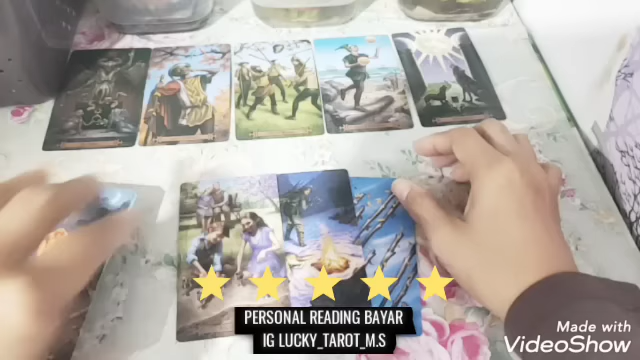 PERSONAL READING BAYAR
IG LUCKY_TAROT_M.S
Made with
VideoShow